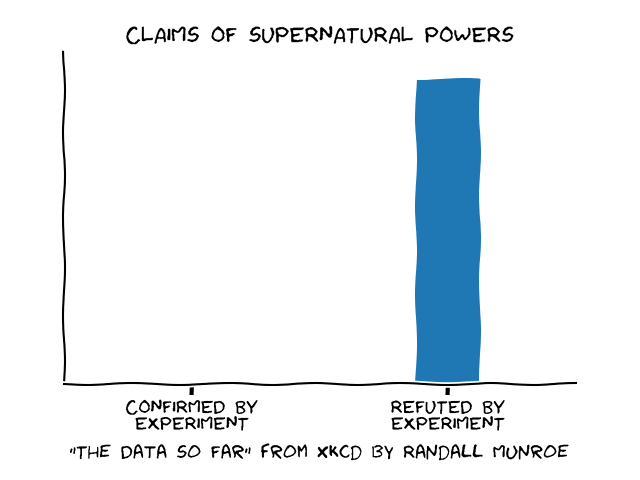 CLAIMS OF SUPERNATURAL POWERS
CONFIRMED BY
EXPERIMENT
REFUTED BY
EXPERIMENT
"THE DATA SO FAR" FROM XKCD BY RANDALL MUNROE